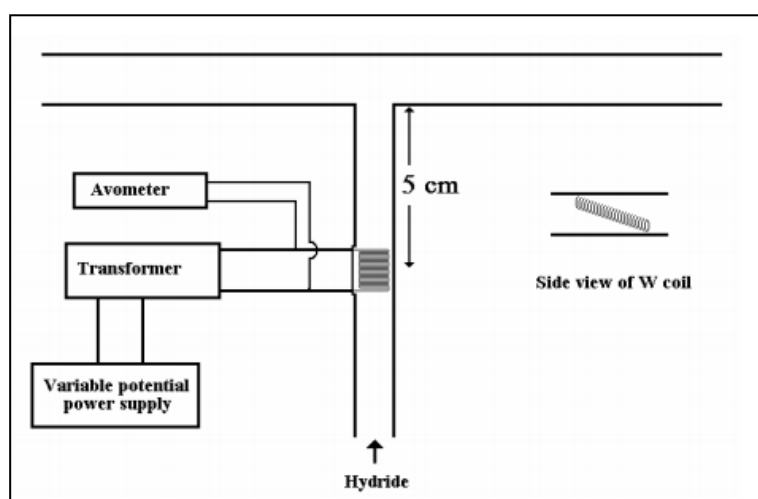 Avometer
5 cm
Transformer
Side view of W coil
Variable potential
power supply
Hydride